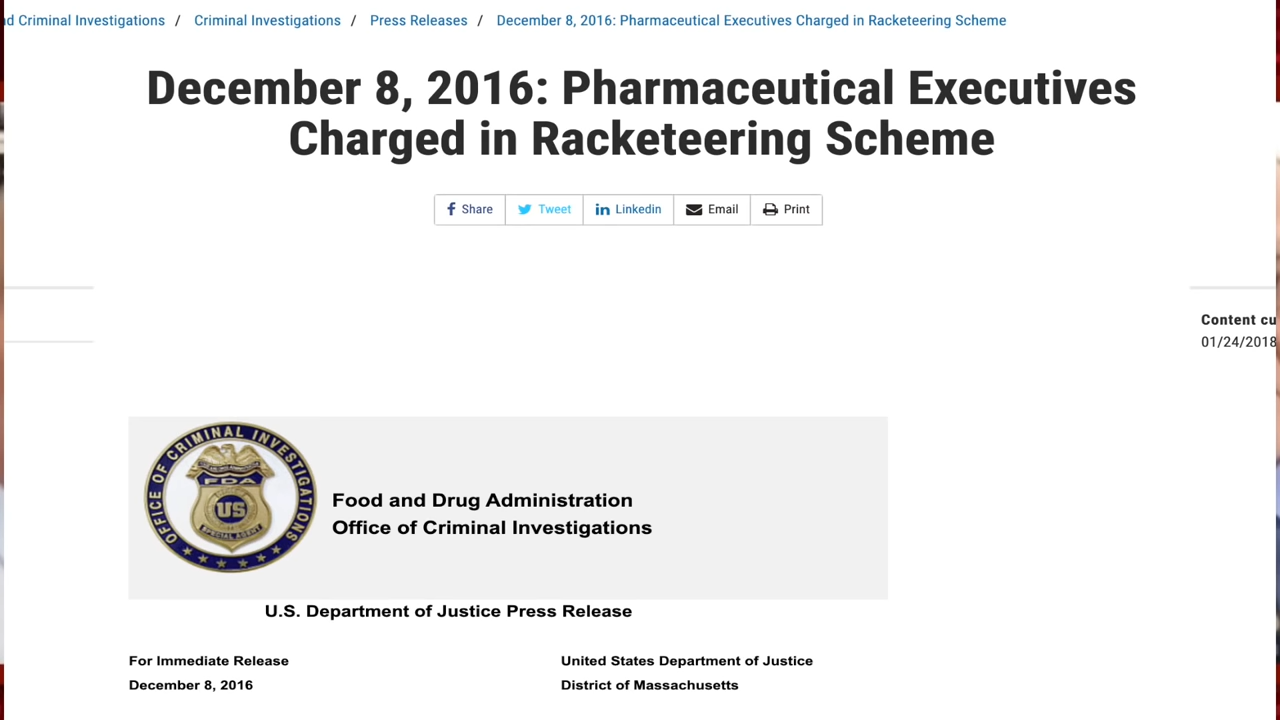 nd Criminal Investigations / Criminal Investigations / Press Releases / December 8, 2016: Pharmaceutical Executives Charged in Racketeering Scheme
December 8, 2016: Pharmaceutical Executives
Charged in Racketeering Scheme
Share Tweet Linkedin Email Print
Content cu
01/24/2018
OFFICE OF CRIMINAL INVESTIGATIONS
FDA
US
SPECIAL AGENT
Food and Drug Administration
Office of Criminal Investigations
U.S. Department of Justice Press Release
For Immediate Release
United States Department of Justice
December 8, 2016
District of Massachusetts